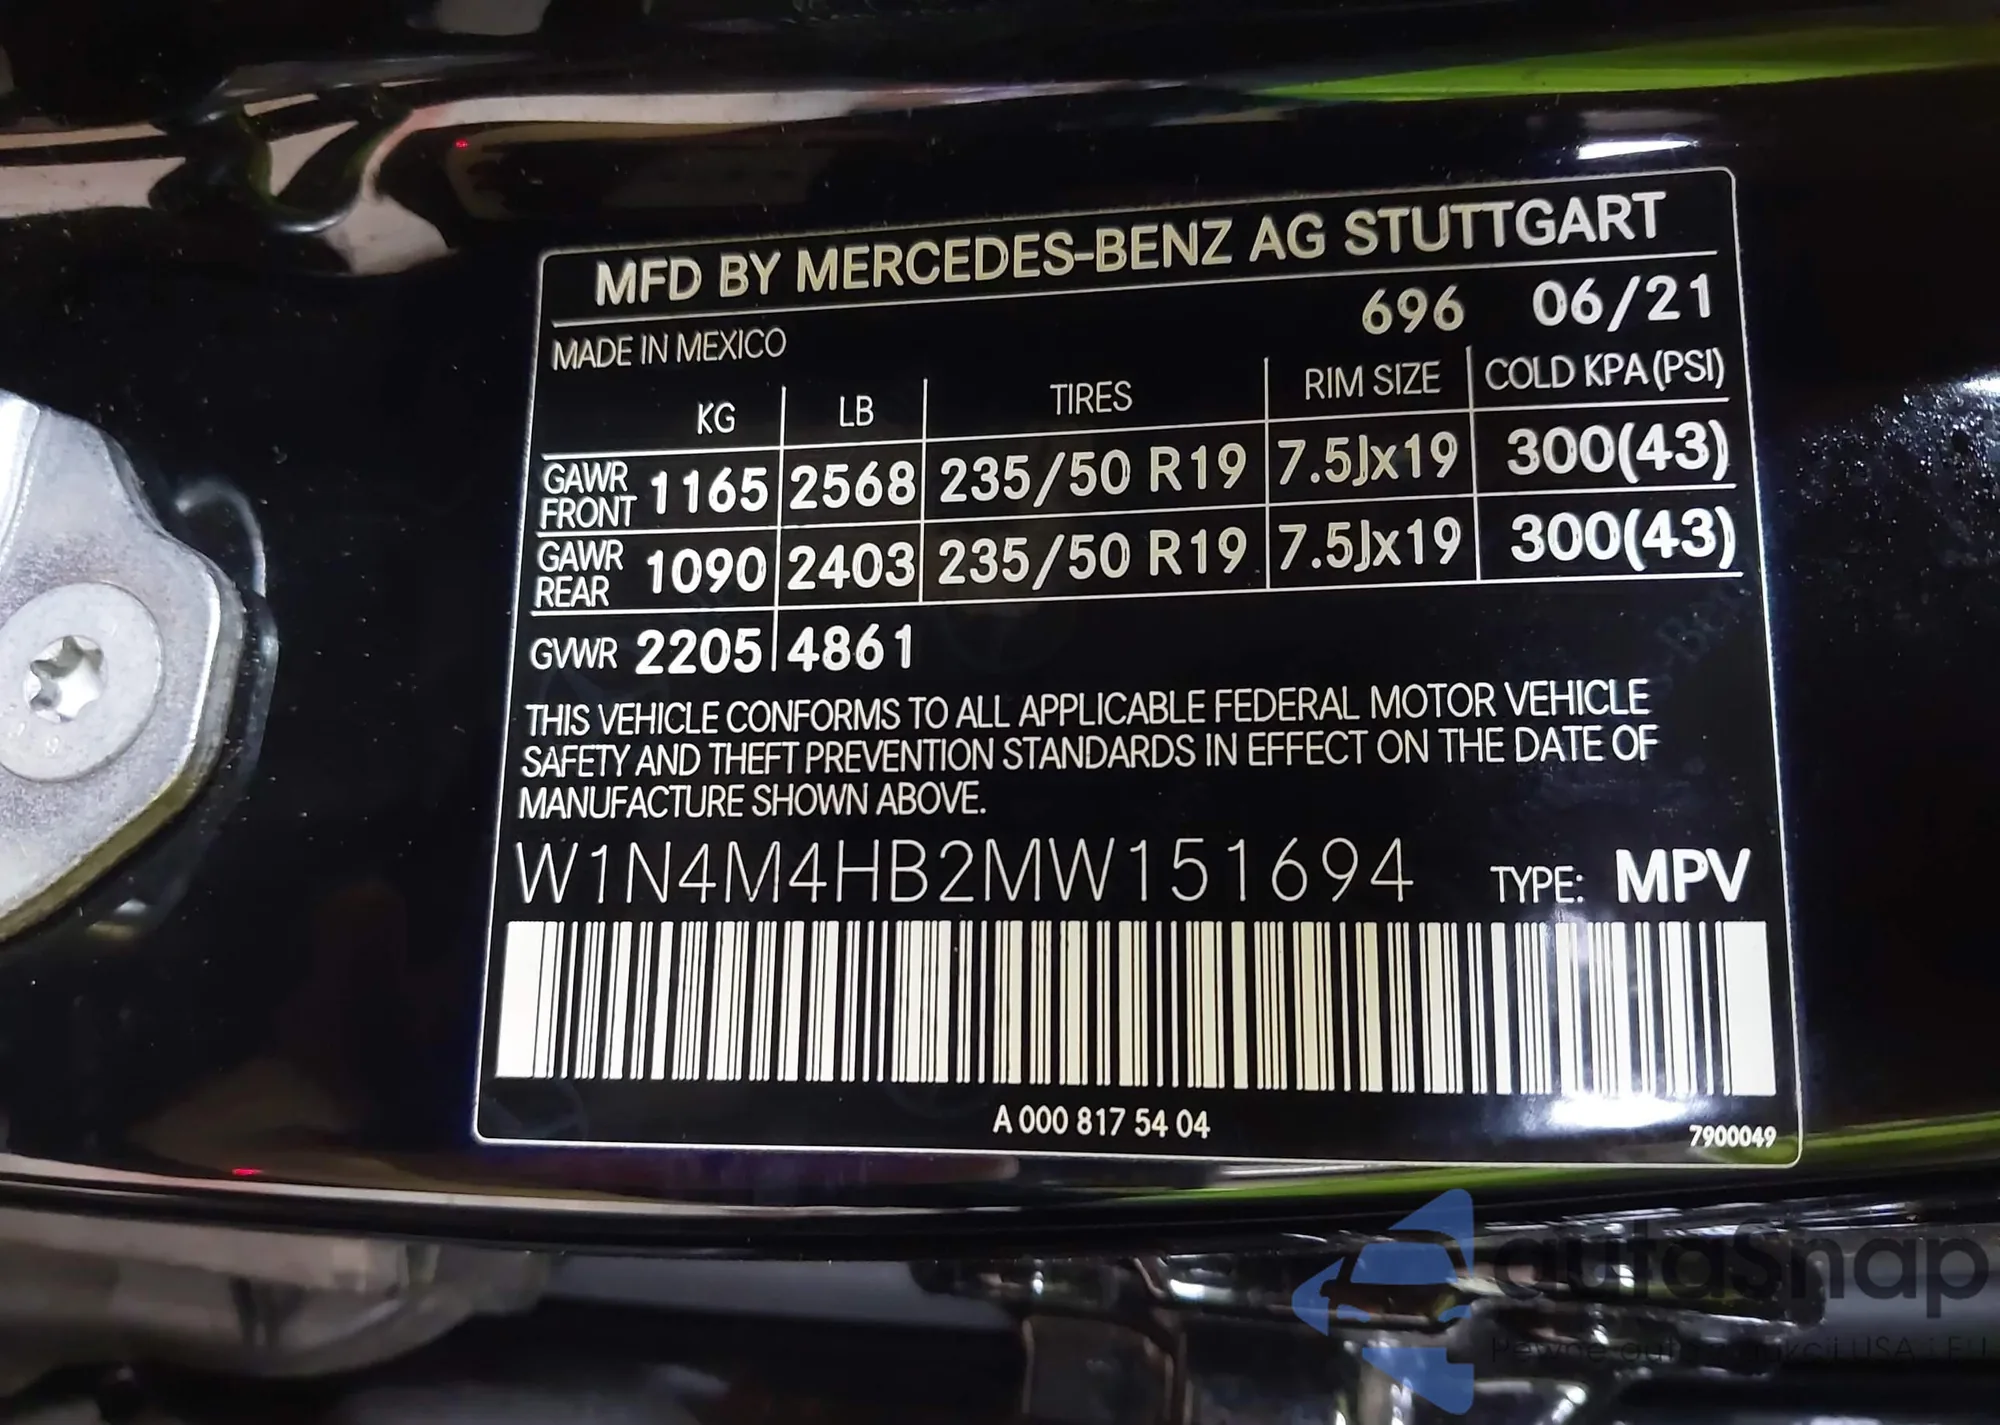 MFD BY MERCEDES-BENZ AG STUTTGART
696 06/21
MADE IN MEXICO
KG LB TIRES RIM SIZE COLD KPA (PSI)
GAWR FRONT 1165 2568 235/50 R19 7.5Jx19 300(43)
GAWR REAR 1090 2403 235/50 R19 7.5Jx19 300(43)
GVWR 2205 4861
THIS VEHICLE CONFORMS TO ALL APPLICABLE FEDERAL MOTOR VEHICLE
SAFETY AND THEFT PREVENTION STANDARDS IN EFFECT ON THE DATE OF
MANUFACTURE SHOWN ABOVE.
W1N4M4HB2MW151694 TYPE: MPV
A 000 817 54 04
7900049
autaSnap
Pewne USA i EU